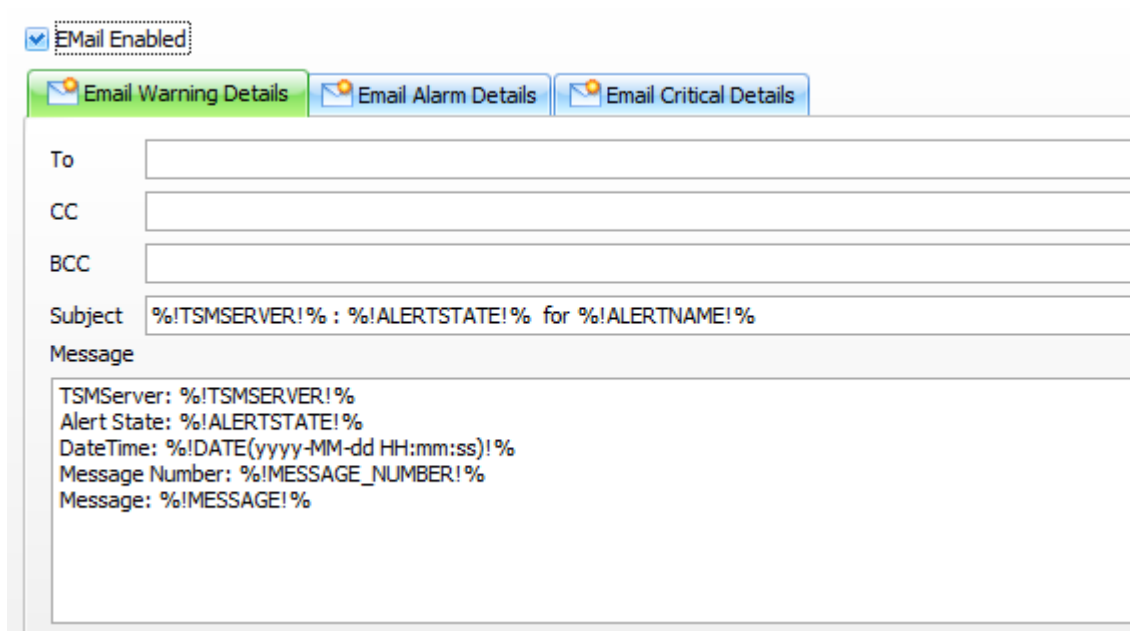 EMail Enabled
Email Warning Details Email Alarm Details Email Critical Details
To
CC
BCC
Subject %!TSMSERVER!% : %!ALERTSTATE!%  for %!ALERTNAME!%
Message
TSMServer: %!TSMSERVER!%
Alert State: %!ALERTSTATE!%
DateTime: %!DATE(yyyy-MM-dd HH:mm:ss)!%
Message Number: %!MESSAGE_NUMBER!%
Message: %!MESSAGE!%